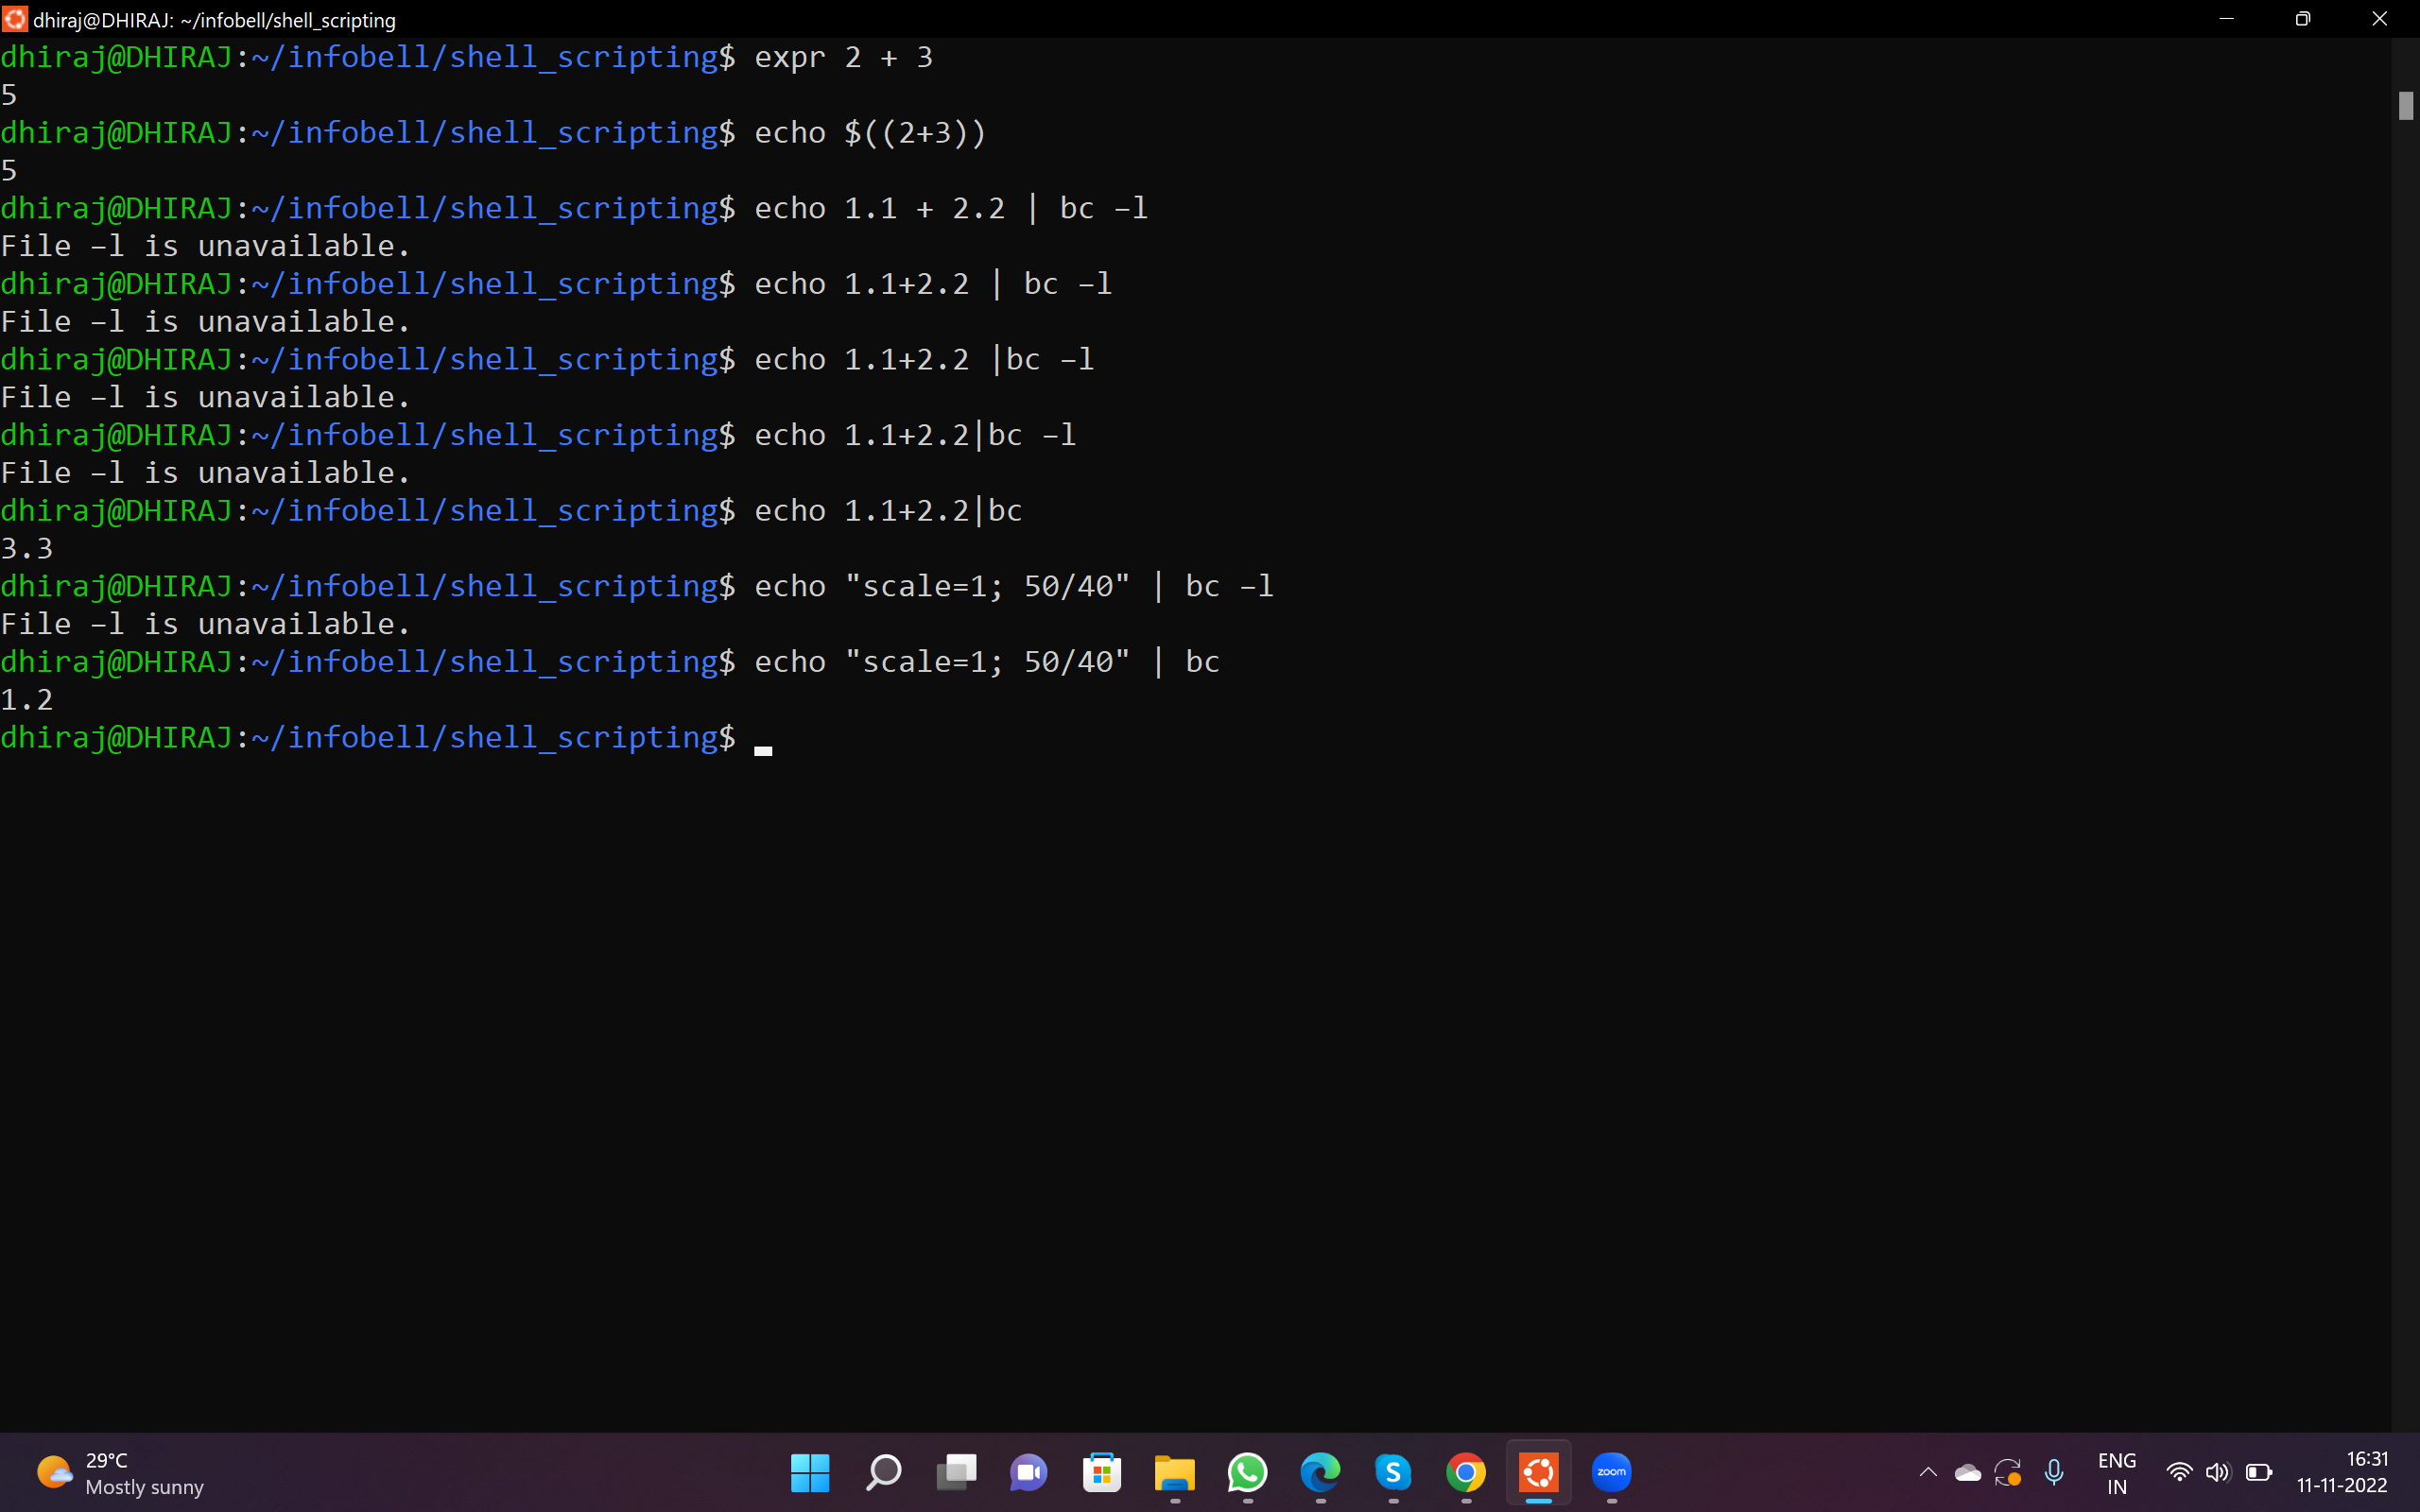 dhiraj@DHIRAJ: ~/infobell/shell_scripting
dhiraj@DHIRAJ:~/infobell/shell_scripting$ expr 2 + 3
5
dhiraj@DHIRAJ:~/infobell/shell_scripting$ echo $((2+3))
5
dhiraj@DHIRAJ:~/infobell/shell_scripting$ echo 1.1 + 2.2 | bc –l
File –l is unavailable.
dhiraj@DHIRAJ:~/infobell/shell_scripting$ echo 1.1+2.2 | bc –l
File –l is unavailable.
dhiraj@DHIRAJ:~/infobell/shell_scripting$ echo 1.1+2.2 |bc –l
File –l is unavailable.
dhiraj@DHIRAJ:~/infobell/shell_scripting$ echo 1.1+2.2|bc –l
File –l is unavailable.
dhiraj@DHIRAJ:~/infobell/shell_scripting$ echo 1.1+2.2|bc
3.3
dhiraj@DHIRAJ:~/infobell/shell_scripting$ echo "scale=1; 50/40" | bc –l
File –l is unavailable.
dhiraj@DHIRAJ:~/infobell/shell_scripting$ echo "scale=1; 50/40" | bc
1.2
dhiraj@DHIRAJ:~/infobell/shell_scripting$
29°C
Mostly sunny
S
zoom
ENG
IN
16:31
11-11-2022